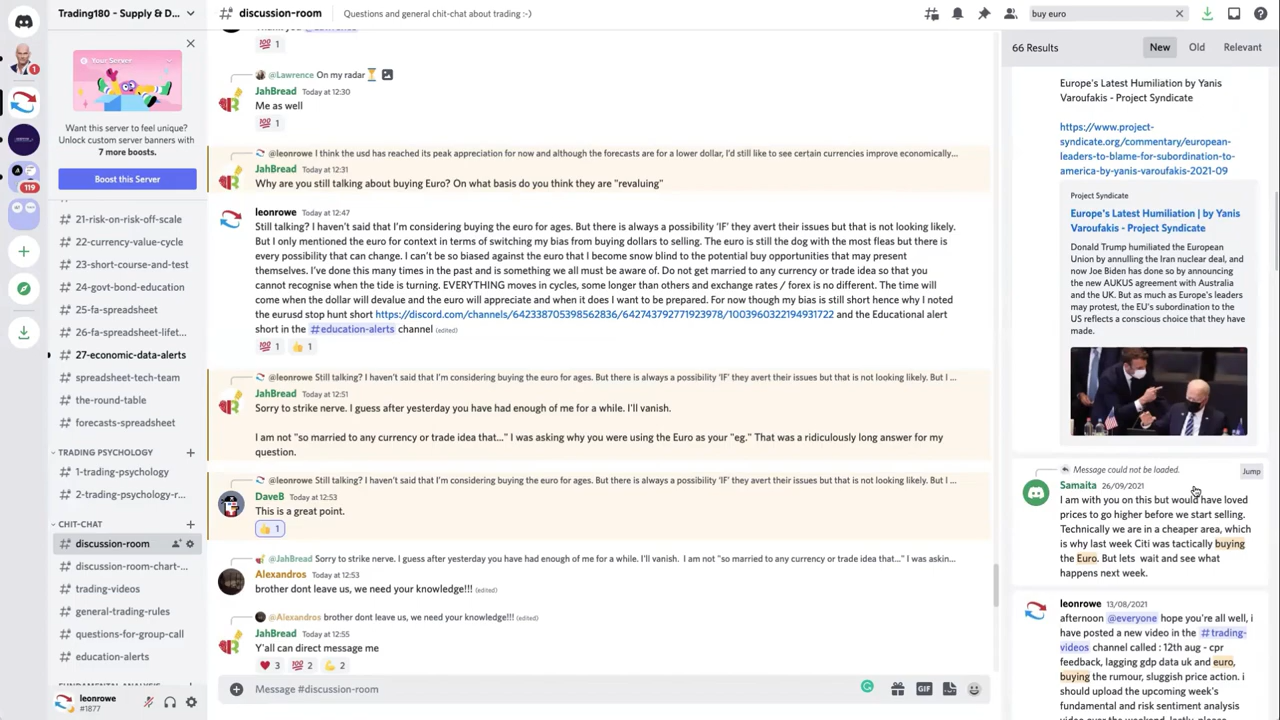 Trading180 - Supply & D...
discussion-room
Questions and general chit-chat about trading :-)
buy euro
1
119
Your Server
Want this server to feel unique?
Unlock custom server banners with
7 more boosts.
Boost this Server
21-risk-on-risk-off-scale
22-currency-value-cycle
23-short-course-and-test
24-govt-bond-education
25-fa-spreadsheet
26-fa-spreadsheet-lifet...
27-economic-data-alerts
spreadsheet-tech-team
the-round-table
forecasts-spreadsheet
TRADING PSYCHOLOGY
1-trading-psychology
2-trading-psychology-r...
CHIT-CHAT
discussion-room
discussion-room-chart-...
trading-videos
general-trading-rules
questions-for-group-call
education-alerts
leonrowe
#1877
1
@Lawrence On my radar
JahBread Today at 12:30
Me as well
1
@leonrowe I think the usd has reached its peak appreciation for now and although the forecasts are for a lower dollar, I'd still like to see certain currencies improve economically...
JahBread Today at 12:31
Why are you still talking about buying Euro? On what basis do you think they are "revaluing"
leonrowe Today at 12:47
Still talking? I haven't said that I'm considering buying the euro for ages. But there is always a possibility 'IF' they avert their issues but that is not looking likely.
But I only mentioned the euro for context in terms of switching my bias from buying dollars to selling. The euro is still the dog with the most fleas but there is
every possibility that can change. I can't be so biased against the euro that I become snow blind to the potential buy opportunities that may present
themselves. I've done this many times in the past and is something we all must be aware of. Do not get married to any currency or trade idea so that you
cannot recognise when the tide is turning. EVERYTHING moves in cycles, some longer than others and exchange rates / forex is no different. The time will
come when the dollar will devalue and the euro will appreciate and when it does I want to be prepared. For now though my bias is still short hence why I noted
the eurusd stop hunt short https://discord.com/channels/642338705398562836/642743792771923978/1003960322194931722 and the Educational alert
short in the #education-alerts channel (edited)
1 1
@leonrowe Still talking? I haven't said that I'm considering buying the euro for ages. But there is always a possibility 'IF' they avert their issues but that is not looking likely. But I ...
JahBread Today at 12:51
Sorry to strike nerve. I guess after yesterday you have had enough of me for a while. I'll vanish.
I am not "so married to any currency or trade idea that..." I was asking why you were using the Euro as your "eg." That was a ridiculously long answer for my
question.
@leonrowe Still talking? I haven't said that I'm considering buying the euro for ages. But there is always a possibility 'IF' they avert their issues but that is not looking likely. But I ...
DaveB Today at 12:53
This is a great point.
1
@JahBread Sorry to strike nerve. I guess after yesterday you have had enough of me for a while. I'll vanish. I am not "so married to any currency or trade idea that..." I was askin...
Alexandros Today at 12:53
brother dont leave us, we need your knowledge!!! (edited)
@Alexandros brother dont leave us, we need your knowledge!!! (edited)
JahBread Today at 12:55
Y'all can direct message me
3 2 2
Message #discussion-room
GIF
66 Results
New
Old
Relevant
Europe's Latest Humiliation by Yanis
Varoufakis - Project Syndicate
https://www.project-
syndicate.org/commentary/european-
leaders-to-blame-for-subordination-to-
america-by-yanis-varoufakis-2021-09
Project Syndicate
Europe's Latest Humiliation | by Yanis
Varoufakis - Project Syndicate
Donald Trump humiliated the European
Union by annulling the Iran nuclear deal, and
now Joe Biden has done so by announcing
the new AUKUS agreement with Australia
and the UK. But as much as Europe's leaders
may protest, the EU's subordination to the
US reflects a conscious choice that they have
made.
Message could not be loaded.
Jump
Samaita 26/09/2021
I am with you on this but would have loved
prices to go higher before we start selling.
Technically we are in a cheaper area, which
is why last week Citi was tactically buying
the Euro. But lets wait and see what
happens next week.
leonrowe 13/08/2021
afternoon @everyone hope you're all well, i
have posted a new video in the #trading-
videos channel called : 12th aug - cpr
feedback, lagging gdp data uk and euro,
buying the rumour, sluggish price action. i
should upload the upcoming week's
fundamental and risk sentiment analysis
video over the weekend. lastly, please